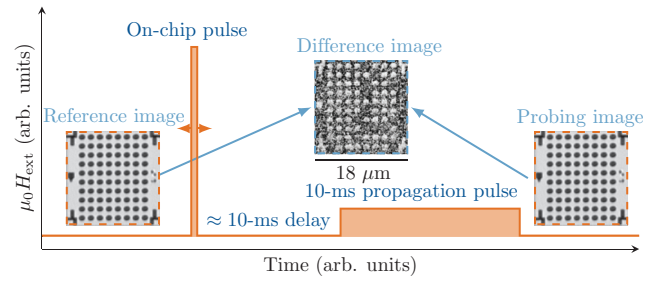 On-chip pulse
Difference image
Reference image
Probing image
18 μm
10-ms propagation pulse
≈ 10-ms delay
μ₀H_ext (arb. units)
Time (arb. units)